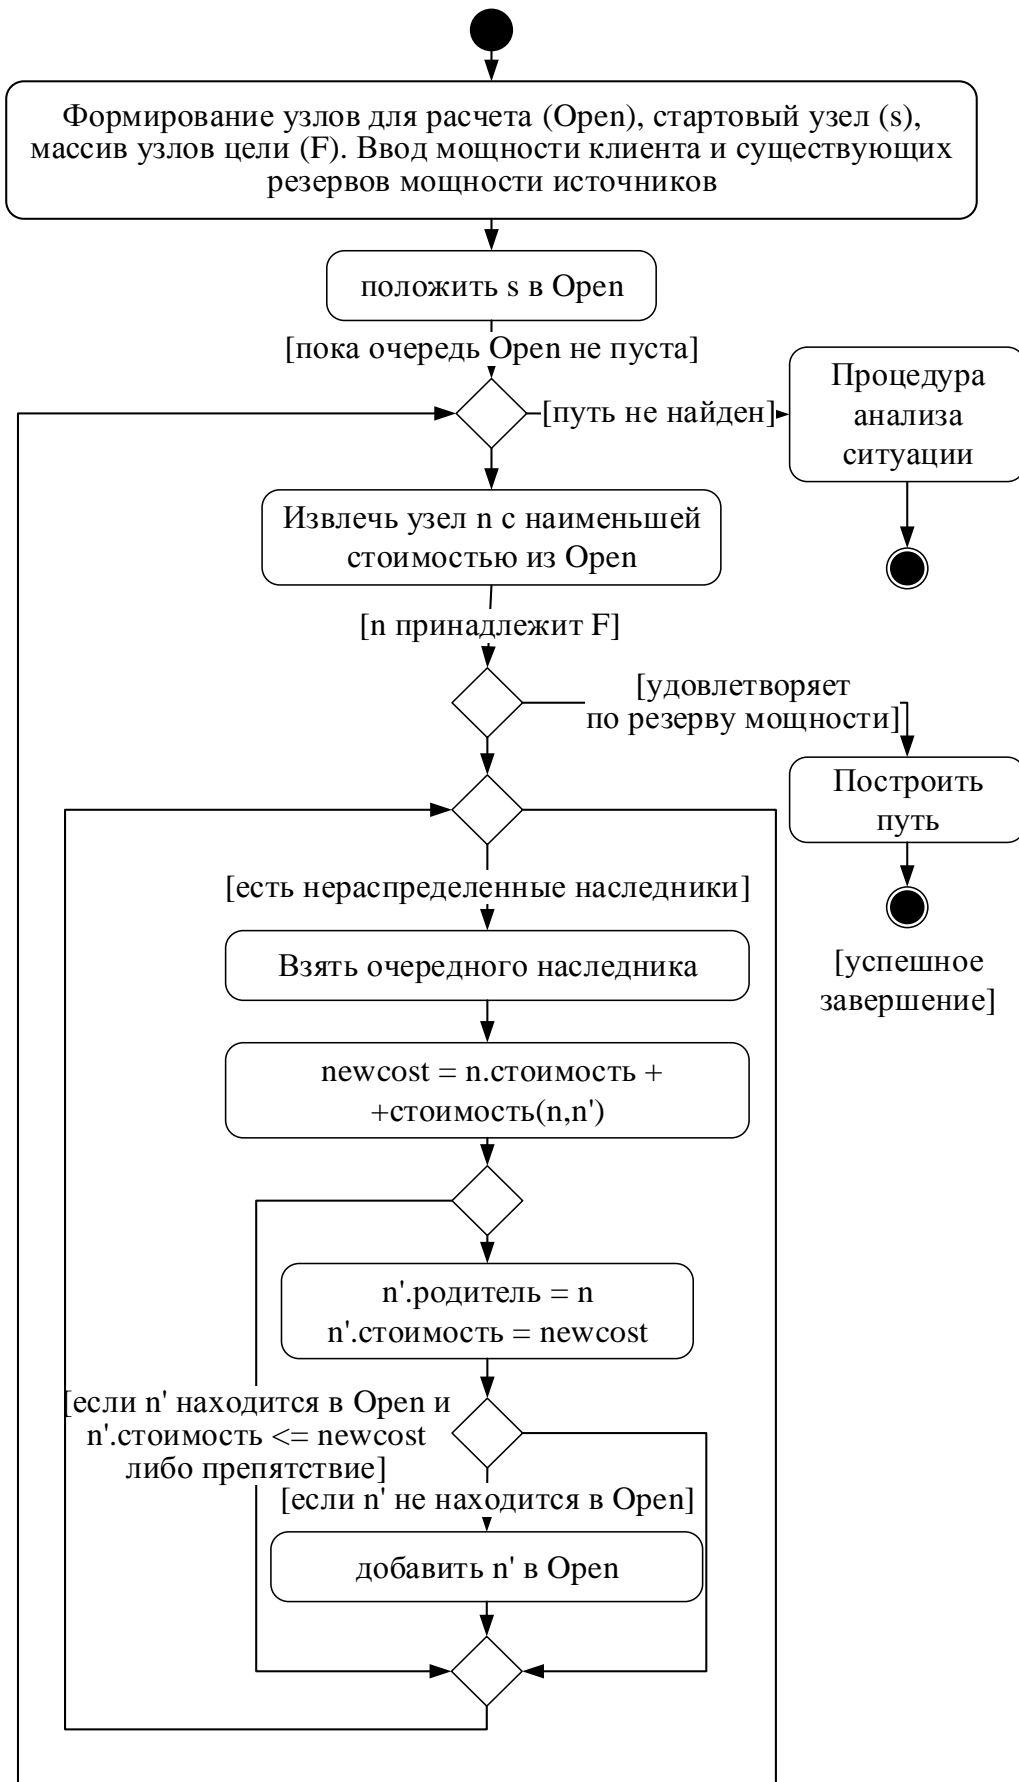 Формирование узлов для расчета (Open), стартовый узел (s),
массив узлов цели (F). Ввод мощности клиента и существующих
резервов мощности источников
положить s в Open
[пока очередь Open не пуста]
[путь не найден]
Процедура
анализа
ситуации
Извлечь узел n с наименьшей
стоимостью из Open
[n принадлежит F]
[удовлетворяет
по резерву мощности]
Построить
путь
[есть нераспределенные наследники]
[успешное
завершение]
Взять очередного наследника
newcost = n.стоимость +
+стоимость(n,n')
n'.родитель = n
n'.стоимость = newcost
[если n' находится в Open и
n'.стоимость <= newcost
либо препятствие]
[если n' не находится в Open]
добавить n' в Open